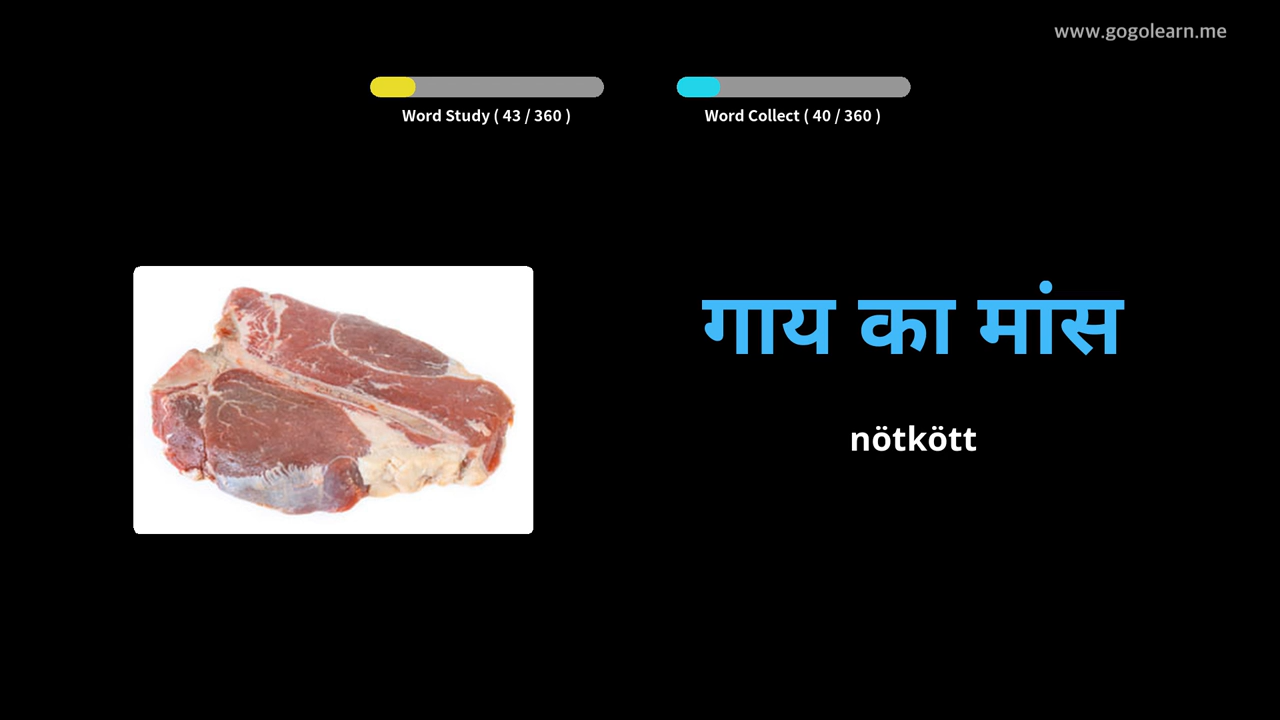 www.gogolearn.me
Word Study ( 43 / 360 )
Word Collect ( 40 / 360 )
गाय का मांस
nötkött